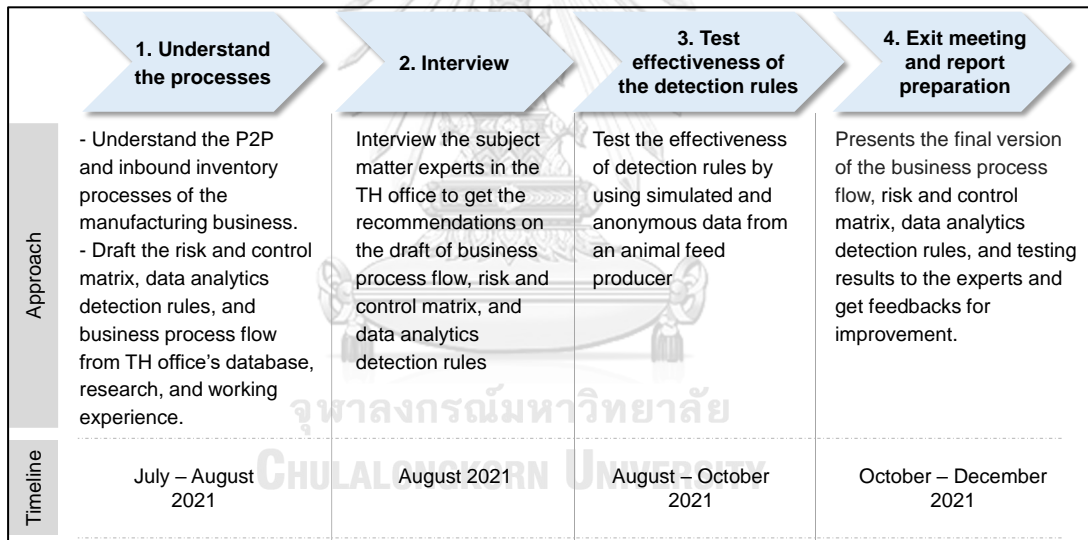 1. Understand
the processes
2. Interview
3. Test
effectiveness of
the detection rules
4. Exit meeting
and report
preparation
Approach
- Understand the P2P
and inbound inventory
processes of the
manufacturing business.
- Draft the risk and control
matrix, data analytics
detection rules, and
business process flow
from TH office's database,
research, and working
experience.
Interview the subject
matter experts in the
TH office to get the
recommendations on
the draft of business
process flow, risk and
control matrix, and
data analytics
detection rules
Test the effectiveness
of detection rules by
using simulated and
anonymous data from
an animal feed
producer
Presents the final version
of the business process
flow, risk and control
matrix, data analytics
detection rules, and testing
results to the experts and
get feedbacks for
improvement.
จุฬาลงกรณ์มหาวิทยาลัย
CHULALONGKORN UNIVERSITY
Timeline
July – August
2021
August 2021
August – October
2021
October – December
2021